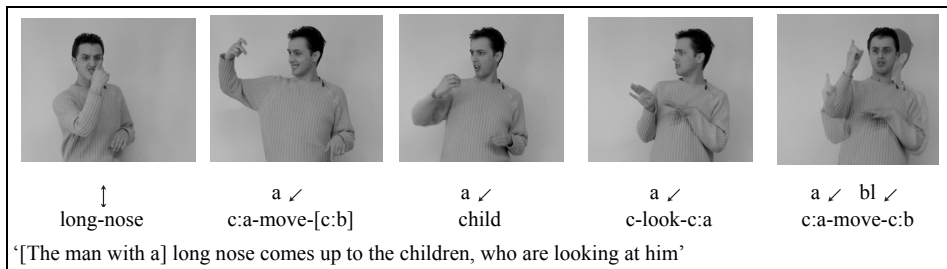 ↕ a ↙ a ↙ a ↙ a ↙ bl ↙
long-nose c:a-move-[c:b] child c-look-c:a c:a-move-c:b
‘[The man with a] long nose comes up to the children, who are looking at him’